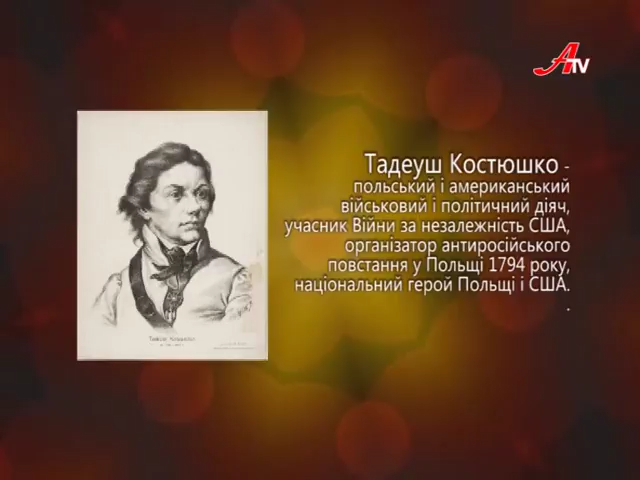 ATV
Тадеуш Костюшко -
польський і американський
військовий і політичний діяч,
учасник Війни за незалежність США,
організатор антиросійського
повстання у Польщі 1794 року,
національний герой Польщі і США.
.